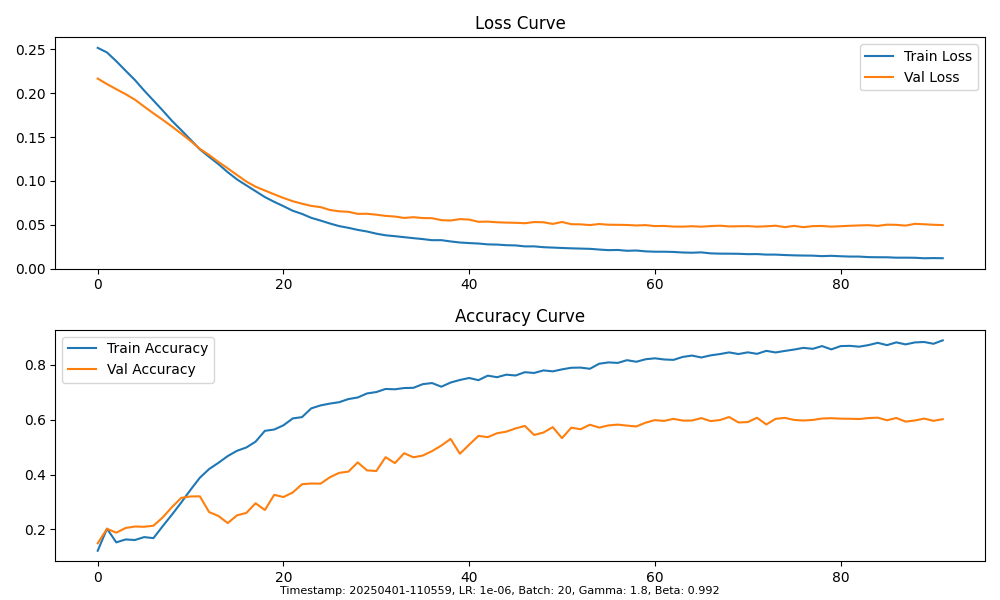 Loss Curve
0.25
0.20
0.15
0.10
0.05
0.00
Train Loss
Val Loss
0 20 40 60 80
Accuracy Curve
0.8
0.6
0.4
0.2
Train Accuracy
Val Accuracy
0 20 40 60 80
Timestamp: 20250401-110559, LR: 1e-06, Batch: 20, Gamma: 1.8, Beta: 0.992